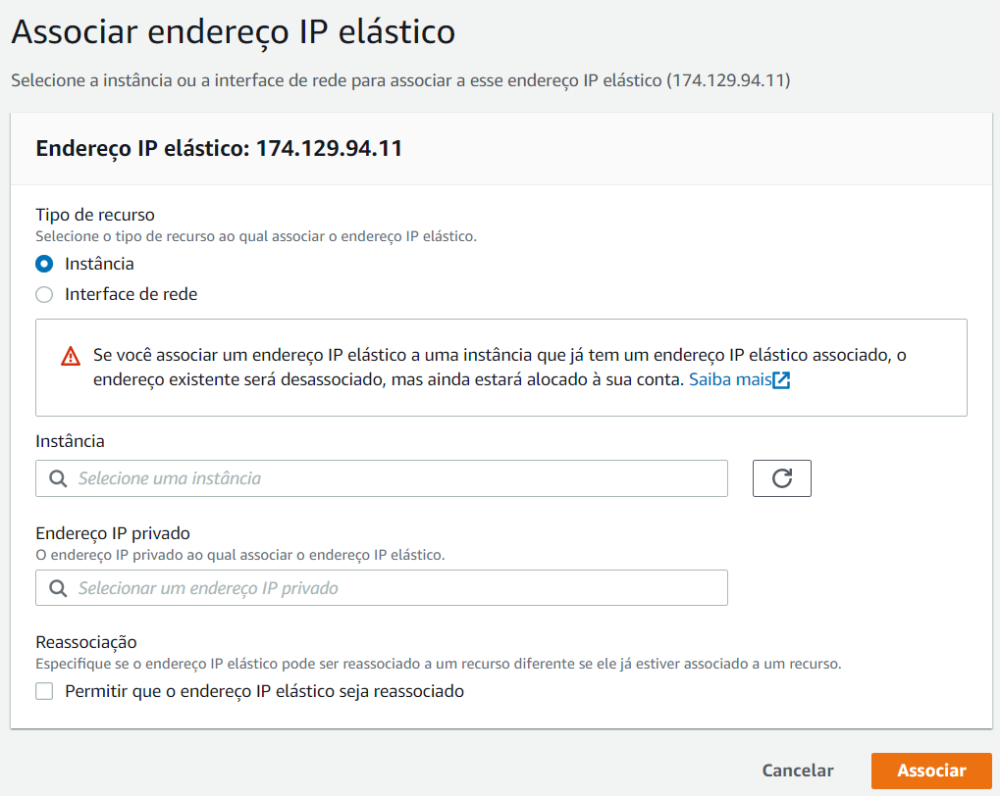 Associar endereço IP elástico
Selecione a instância ou a interface de rede para associar a esse endereço IP elástico (174.129.94.11)
Endereço IP elástico: 174.129.94.11
Tipo de recurso
Selecione o tipo de recurso ao qual associar o endereço IP elástico.
Instância
Interface de rede
Se você associar um endereço IP elástico a uma instância que já tem um endereço IP elástico associado, o
endereço existente será desassociado, mas ainda estará alocado à sua conta. Saiba mais
Instância
Selecione uma instância
Endereço IP privado
O endereço IP privado ao qual associar o endereço IP elástico.
Selecionar um endereço IP privado
Reassociação
Especifique se o endereço IP elástico pode ser reassociado a um recurso diferente se ele já estiver associado a um recurso.
Permitir que o endereço IP elástico seja reassociado
Cancelar
Associar